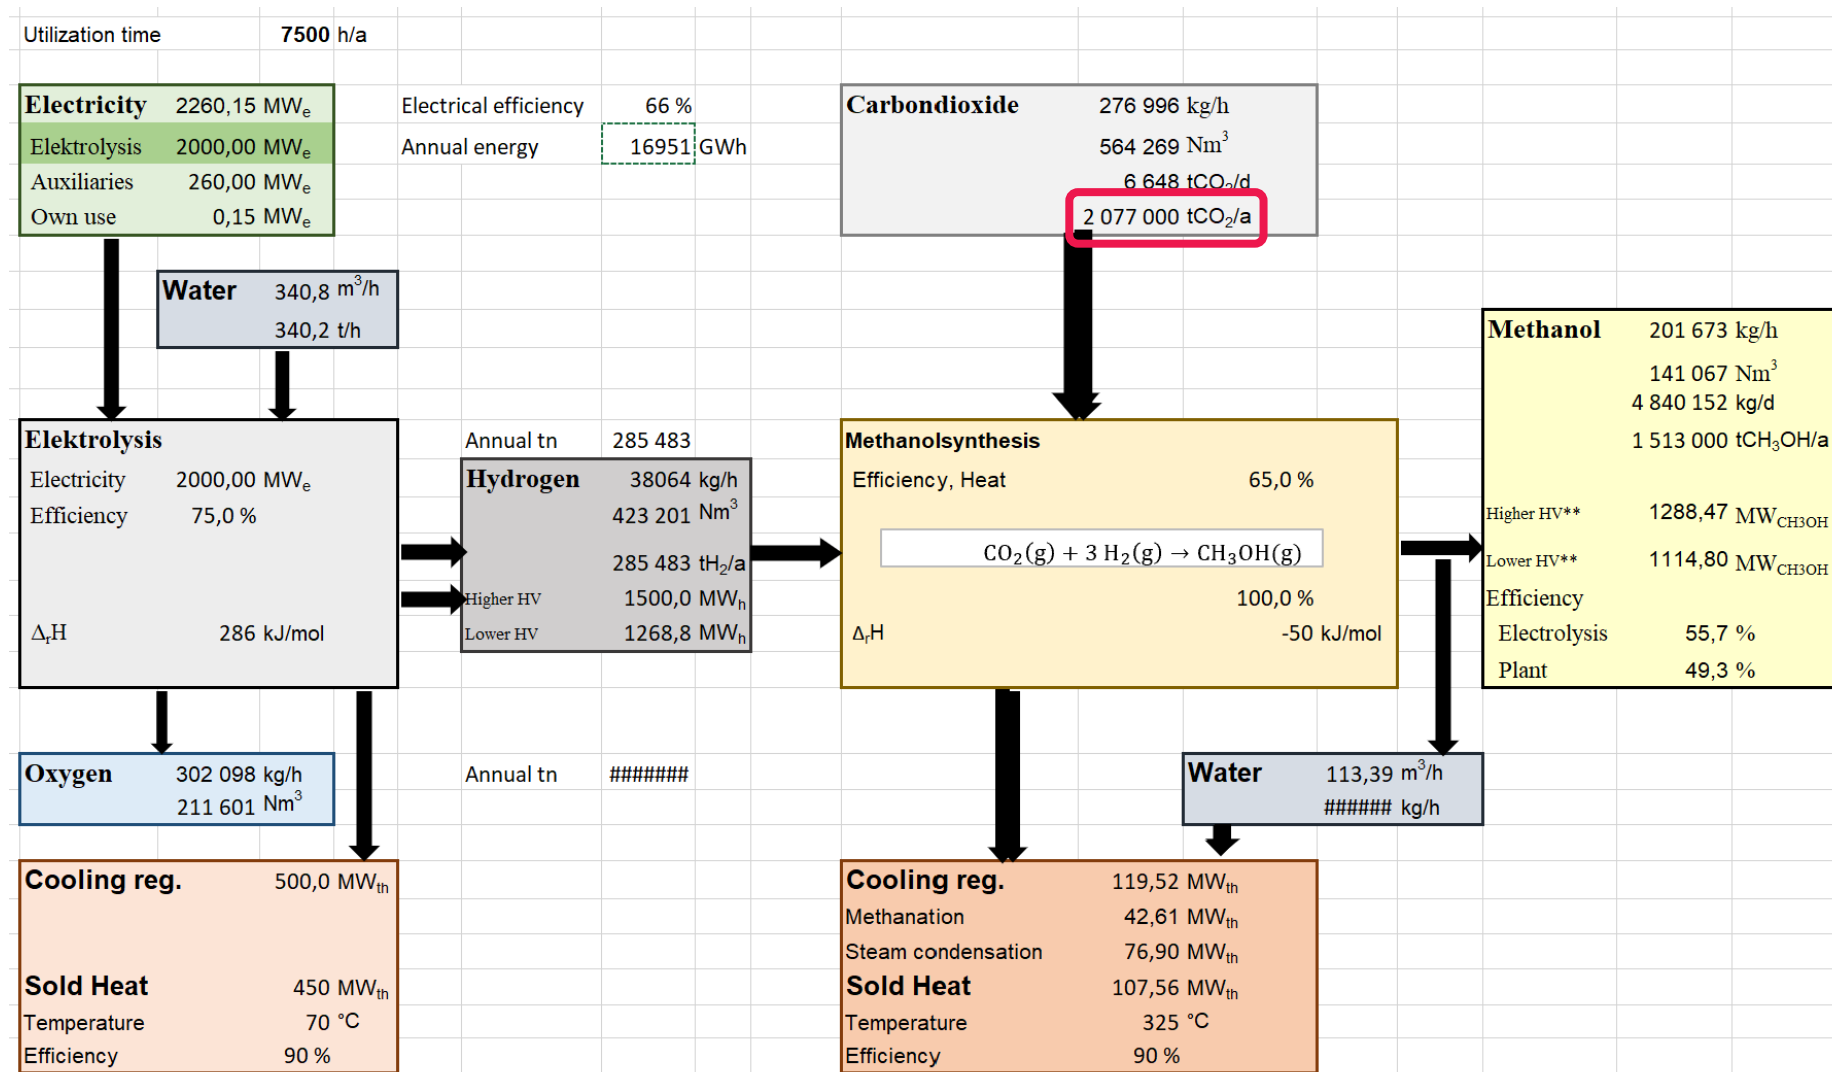 Utilization time 7500 h/a
Electricity 2260,15 MWe
Elektrolysis 2000,00 MWe
Auxiliaries 260,00 MWe
Own use 0,15 MWe
Electrical efficiency 66 %
Annual energy 16951 GWh
Carbondioxide 276 996 kg/h
564 269 Nm³
6 648 tCO₂/d
2 077 000 tCO₂/a
Water 340,8 m³/h
340,2 t/h
Methanol 201 673 kg/h
141 067 Nm³
4 840 152 kg/d
1 513 000 tCH₃OH/a
Higher HV** 1288,47 MW_CH3OH
Lower HV** 1114,80 MW_CH3OH
Efficiency
Electrolysis 55,7 %
Plant 49,3 %
Elektrolysis
Electricity 2000,00 MWe
Efficiency 75,0 %
ΔrH 286 kJ/mol
Annual tn 285 483
Hydrogen 38064 kg/h
423 201 Nm³
285 483 tH₂/a
Higher HV 1500,0 MWh
Lower HV 1268,8 MWh
Methanolsynthesis
Efficiency, Heat 65,0 %
CO₂(g) + 3 H₂(g) → CH₃OH(g)
100,0 %
ΔrH -50 kJ/mol
Oxygen 302 098 kg/h
211 601 Nm³
Annual tn #######
Water 113,39 m³/h
###### kg/h
Cooling reg. 500,0 MWth
Sold Heat 450 MWth
Temperature 70 °C
Efficiency 90 %
Cooling reg. 119,52 MWth
Methanation 42,61 MWth
Steam condensation 76,90 MWth
Sold Heat 107,56 MWth
Temperature 325 °C
Efficiency 90 %